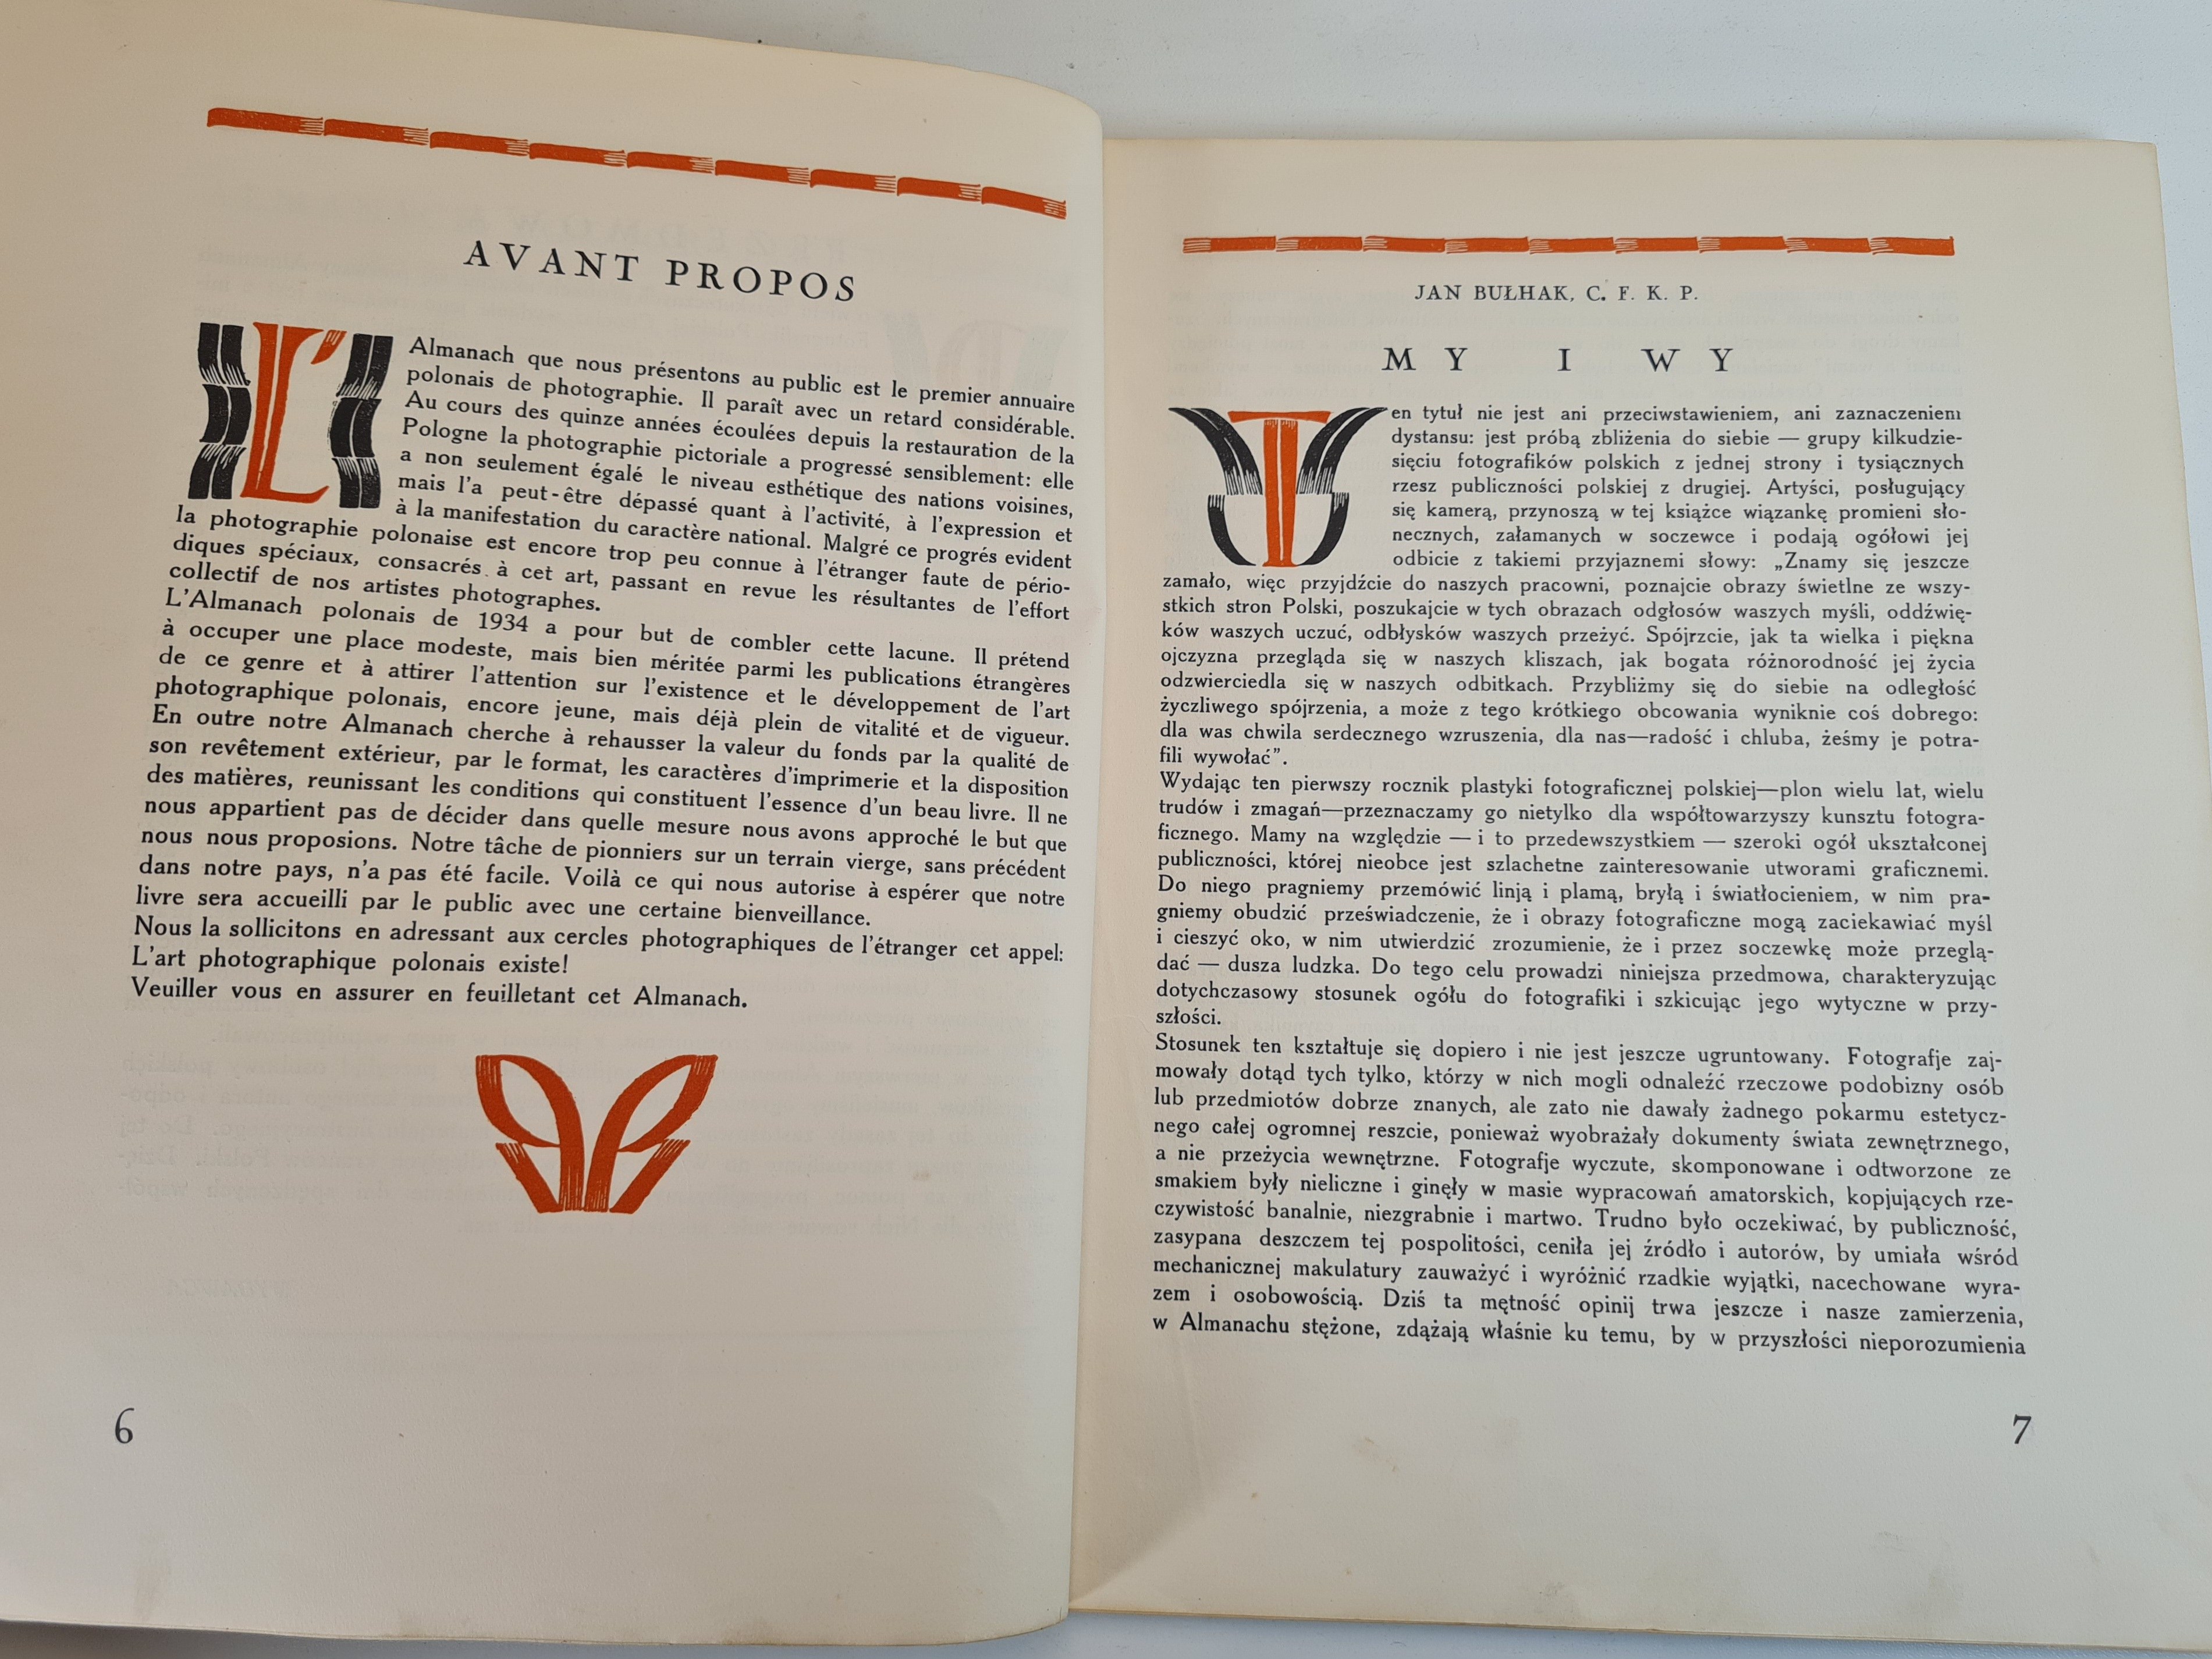 AVANT PROPOS
L'Almanach que nous présentons au public est le premier annuaire
polonais de photographie. Il paraît avec un retard considérable.
Au cours des quinze années écoulées depuis la restauration de la
Pologne la photographie pictoriale a progressé sensiblement: elle
a non seulement égalé le niveau esthétique des nations voisines,
mais l'a peut-être dépassé quant à l'activité, à l'expression et
à la manifestation du caractère national. Malgré ce progrés evident
la photographie polonaise est encore trop peu connue à l'étranger faute de pério-
diques spéciaux, consacrés à cet art, passant en revue les résultantes de l'effort
collectif de nos artistes photographes.
L'Almanach polonais de 1934 a pour but de combler cette lacune. Il prétend
à occuper une place modeste, mais bien méritée parmi les publications étrangères
de ce genre et à attirer l'attention sur l'existence et le développement de l'art
photographique polonais, encore jeune, mais déjà plein de vitalité et de vigueur.
En outre notre Almanach cherche à rehausser la valeur du fonds par la qualité de
son revêtement extérieur, par le format, les caractères d'imprimerie et la disposition
des matières, reunissant les conditions qui constituent l'essence d'un beau livre. Il ne
nous appartient pas de décider dans quelle mesure nous avons approché le but que
nous nous proposions. Notre tâche de pionniers sur un terrain vierge, sans précédent
dans notre pays, n'a pas été facile. Voilà ce qui nous autorise à espérer que notre
livre sera accueilli par le public avec une certaine bienveillance.
Nous la sollicitons en adressant aux cercles photographiques de l'étranger cet appel:
L'art photographique polonais existe!
Veuiller vous en assurer en feuilletant cet Almanach.
6
JAN BUŁHAK, C. F. K. P.
MY I WY
Ten tytuł nie jest ani przeciwstawieniem, ani zaznaczeniem
dystansu: jest próbą zbliżenia do siebie — grupy kilkudzie-
sięciu fotografików polskich z jednej strony i tysiącznych
rzesz publiczności polskiej z drugiej. Artyści, posługujący
się kamerą, przynoszą w tej książce wiązankę promieni sło-
necznych, załamanych w soczewce i podają ogółowi jej
odbicie z takiemi przyjaznemi słowy: „Znamy się jeszcze
zamało, więc przyjdźcie do naszych pracowni, poznajcie obrazy świetlne ze wszy-
stkich stron Polski, poszukajcie w tych obrazach odgłosów waszych myśli, oddźwię-
ków waszych uczuć, odbłysków waszych przeżyć. Spójrzcie, jak ta wielka i piękna
ojczyzna przegląda się w naszych kliszach, jak bogata różnorodność jej życia
odzwierciedla się w naszych odbitkach. Przybliżmy się do siebie na odległość
życzliwego spójrzenia, a może z tego krótkiego obcowania wyniknie coś dobrego:
dla was chwila serdecznego wzruszenia, dla nas—radość i chluba, żeśmy je potra-
fili wywołać”.
Wydając ten pierwszy rocznik plastyki fotograficznej polskiej—plon wielu lat, wielu
trudów i zmagań—przeznaczamy go nietylko dla współtowarzyszy kunsztu fotogra-
ficznego. Mamy na względzie — i to przedewszystkiem — szeroki ogół ukształconej
publiczności, której nieobce jest szlachetne zainteresowanie utworami graficznemi.
Do niego pragniemy przemówić linją i plamą, bryłą i światłocieniem, w nim pra-
gniemy obudzić przeświadczenie, że i obrazy fotograficzne mogą zaciekawiać myśl
i cieszyć oko, w nim utwierdzić zrozumienie, że i przez soczewkę może przeglą-
dać — dusza ludzka. Do tego celu prowadzi niniejsza przedmowa, charakteryzując
dotychczasowy stosunek ogółu do fotografiki i szkicując jego wytyczne w przy-
szłości.
Stosunek ten kształtuje się dopiero i nie jest jeszcze ugruntowany. Fotografje zaj-
mowały dotąd tych tylko, którzy w nich mogli odnaleźć rzeczowe podobizny osób
lub przedmiotów dobrze znanych, ale zato nie dawały żadnego pokarmu estetycz-
nego całej ogromnej reszcie, ponieważ wyobrażały dokumenty świata zewnętrznego,
a nie przeżycia wewnętrzne. Fotografje wyczute, skomponowane i odtworzone ze
smakiem były nieliczne i ginęły w masie wypracowań amatorskich, kopjujących rze-
czywistość banalnie, niezgrabnie i martwo. Trudno było oczekiwać, by publiczność,
zasypana deszczem tej pospolitości, ceniła jej źródło i autorów, by umiała wśród
mechanicznej makulatury zauważyć i wyróżnić rzadkie wyjątki, nacechowane wyra-
zem i osobowością. Dziś ta mętność opinij trwa jeszcze i nasze zamierzenia,
w Almanachu stężone, zdążają właśnie ku temu, by w przyszłości nieporozumienia
7